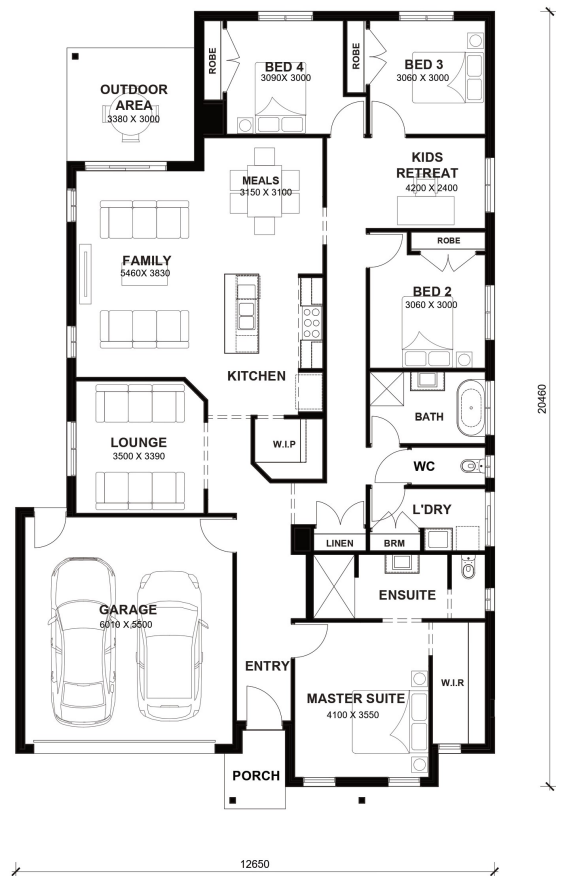 ROBE
BED 4
3090X 3000
ROBE
BED 3
3060 X 3000
OUTDOOR
AREA
3380 X 3000
MEALS
3150 X 3100
KIDS
RETREAT
4200 X 2400
ROBE
FAMILY
5460X 3830
BED 2
3060 X 3000
KITCHEN
20460
BATH
LOUNGE
3500 X 3390
W.I.P
WC
L'DRY
LINEN
BRM
ENSUITE
GARAGE
6010 X 5500
ENTRY
W.I.R
MASTER SUITE
4100 X 3550
PORCH
12650